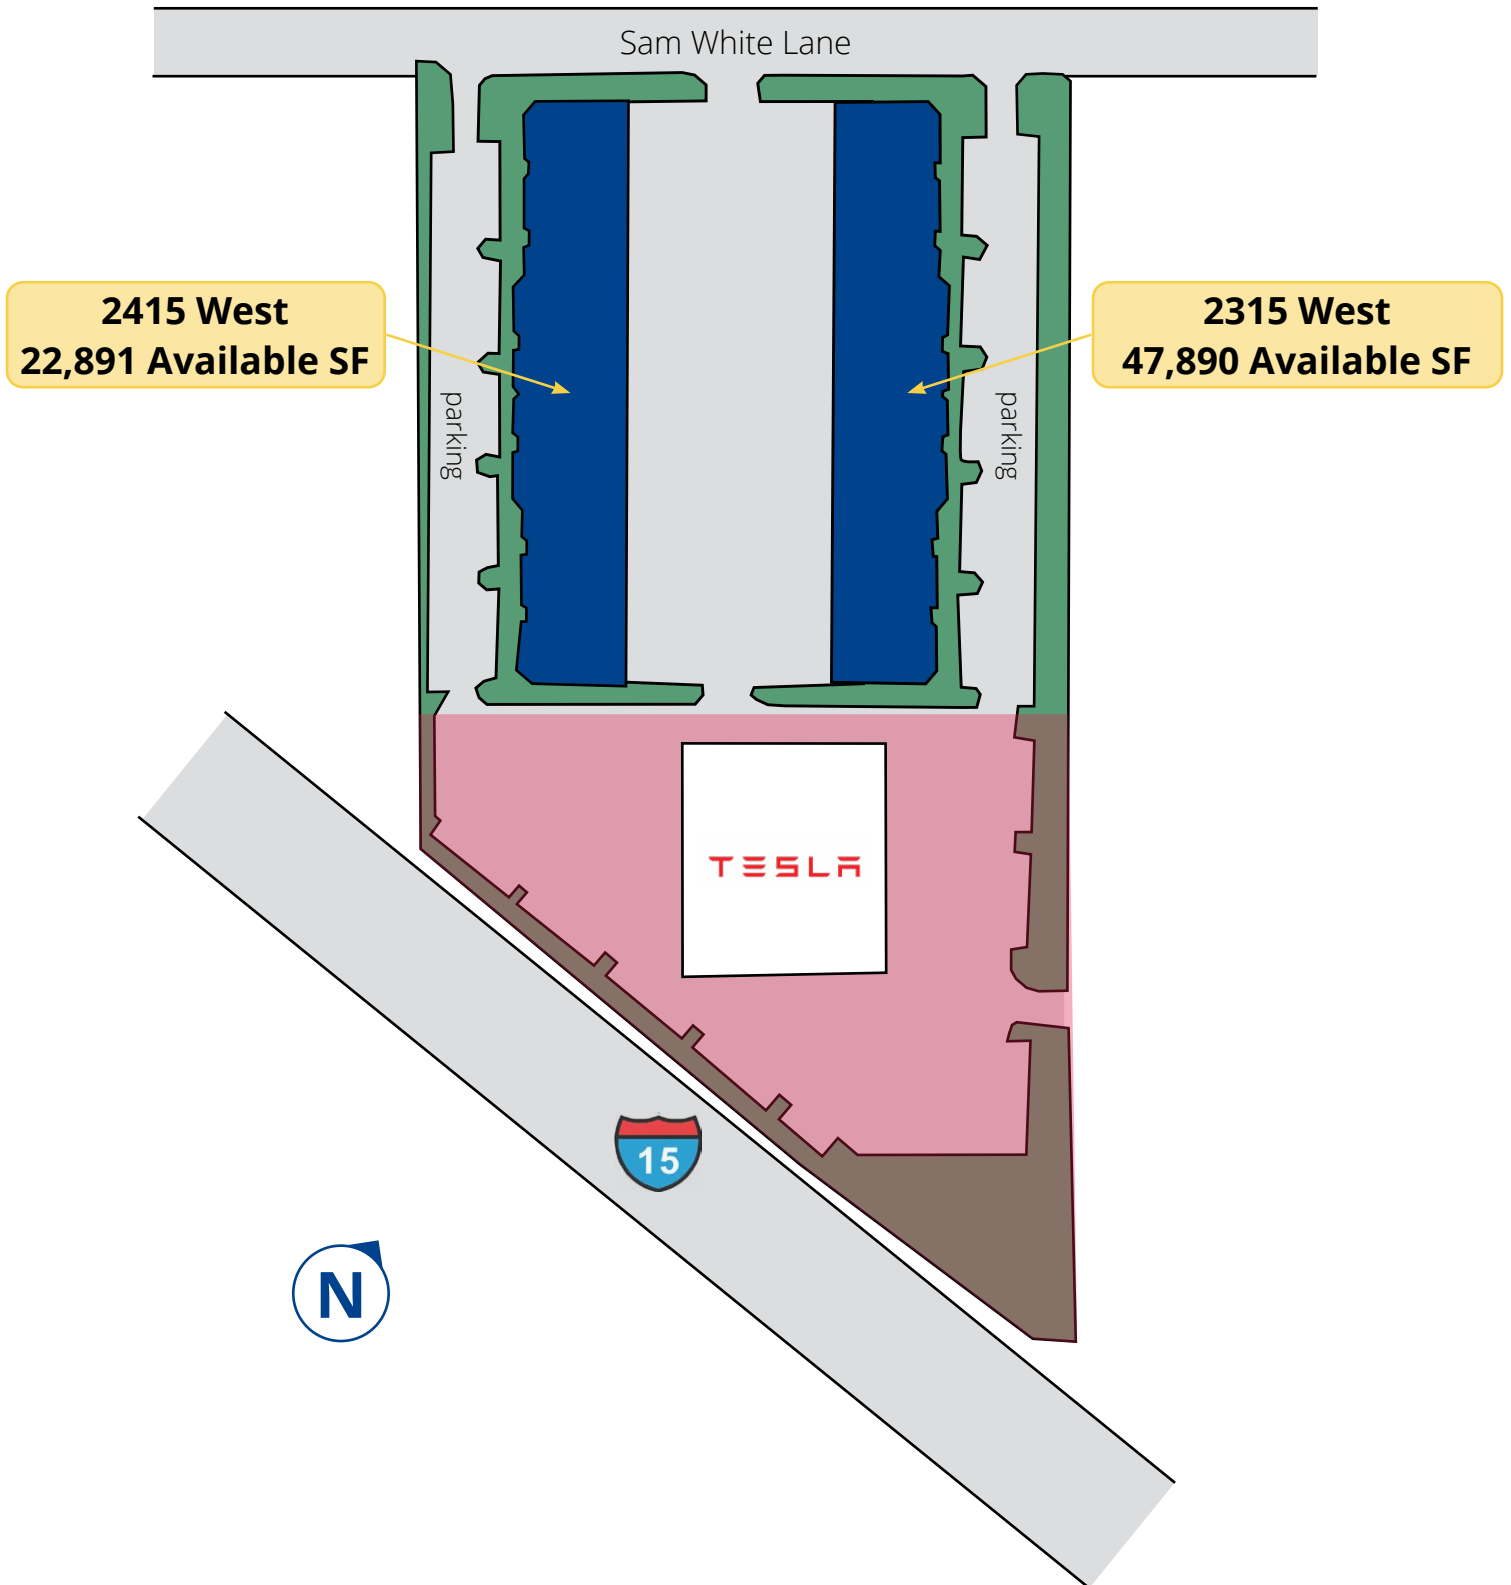 Sam White Lane
2415 West
22,891 Available SF
2315 West
47,890 Available SF
parking
parking
TESLA
15
N